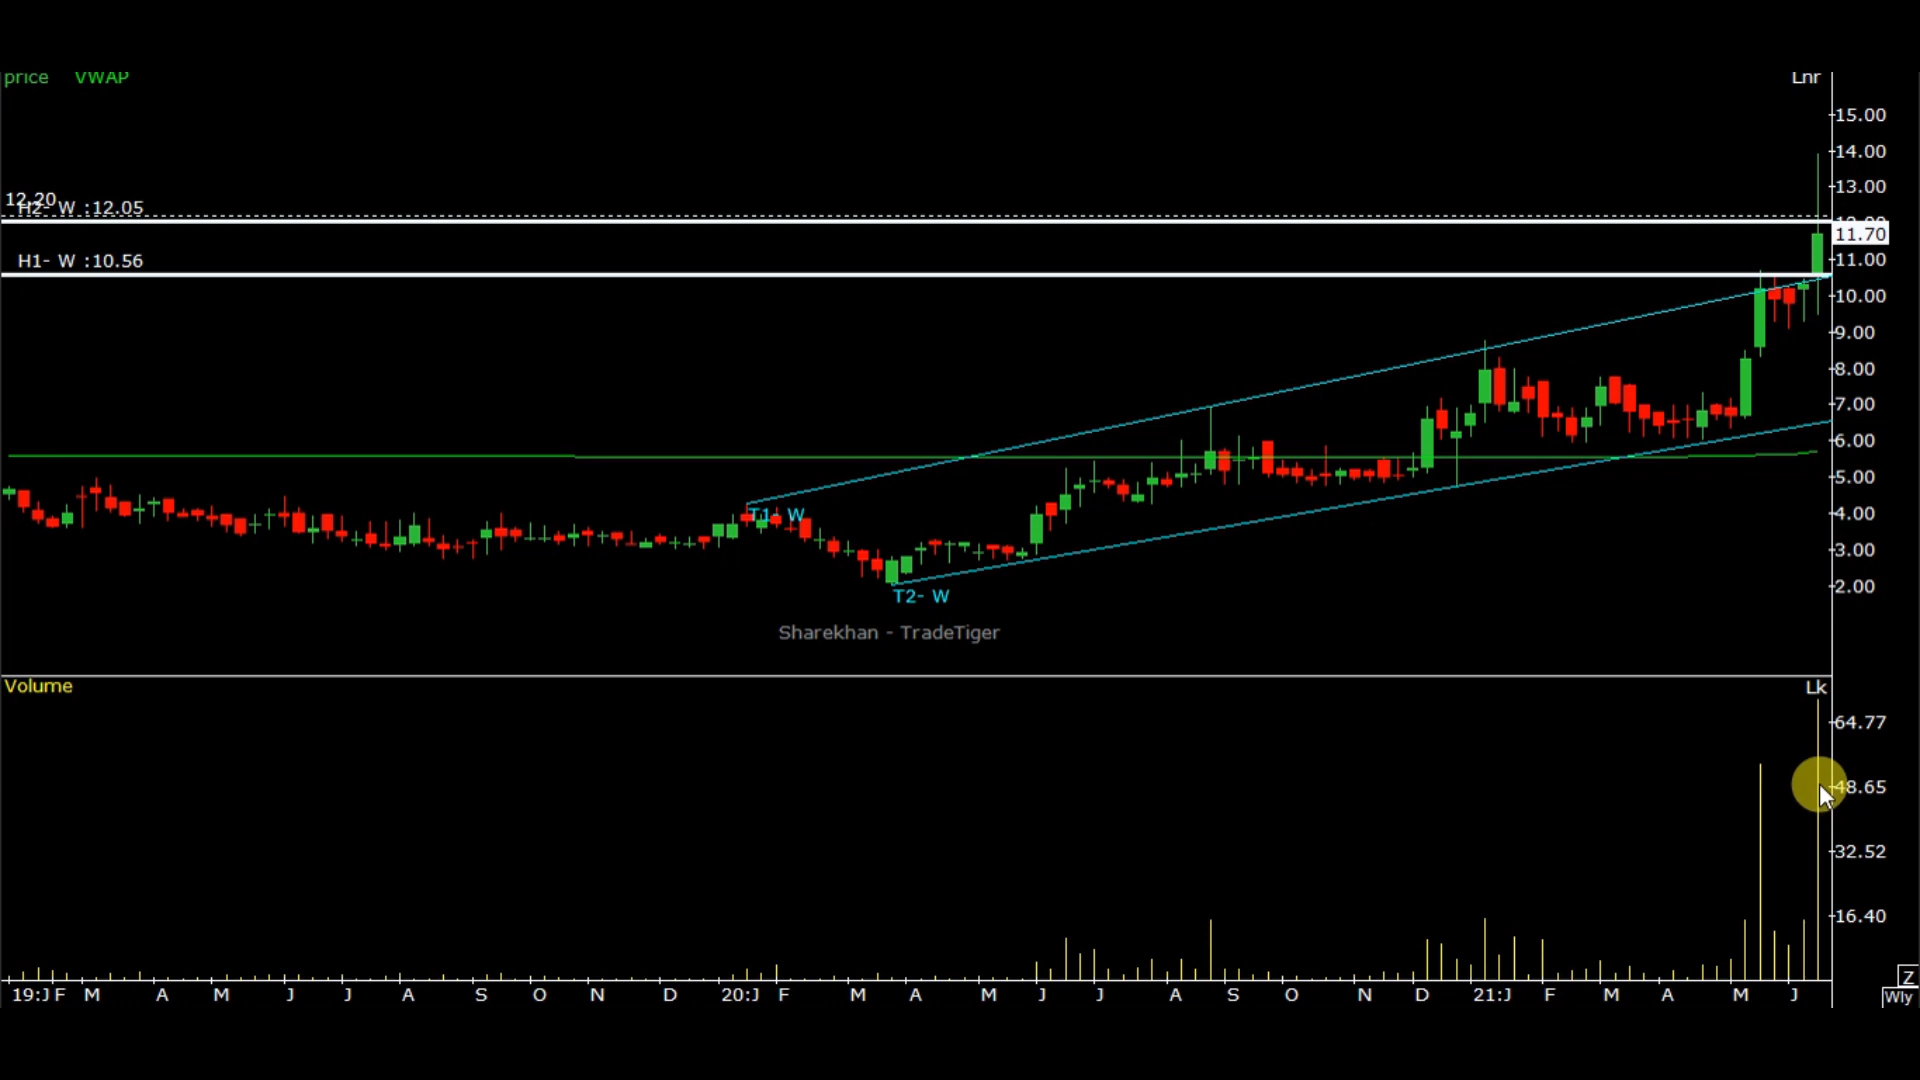 price VWAP Lnr
15.00
14.00
13.00
12.20
H2- W :12.05
11.70
H1- W :10.56
11.00
10.00
9.00
8.00
7.00
6.00
5.00
T1- W
4.00
3.00
2.00
T2- W
Sharekhan - TradeTiger
Volume Lk
64.77
48.65
32.52
16.40
Z
19:J F M A M J J A S O N D 20:J F M A M J J A S O N D 21:J F M A M J
Wly